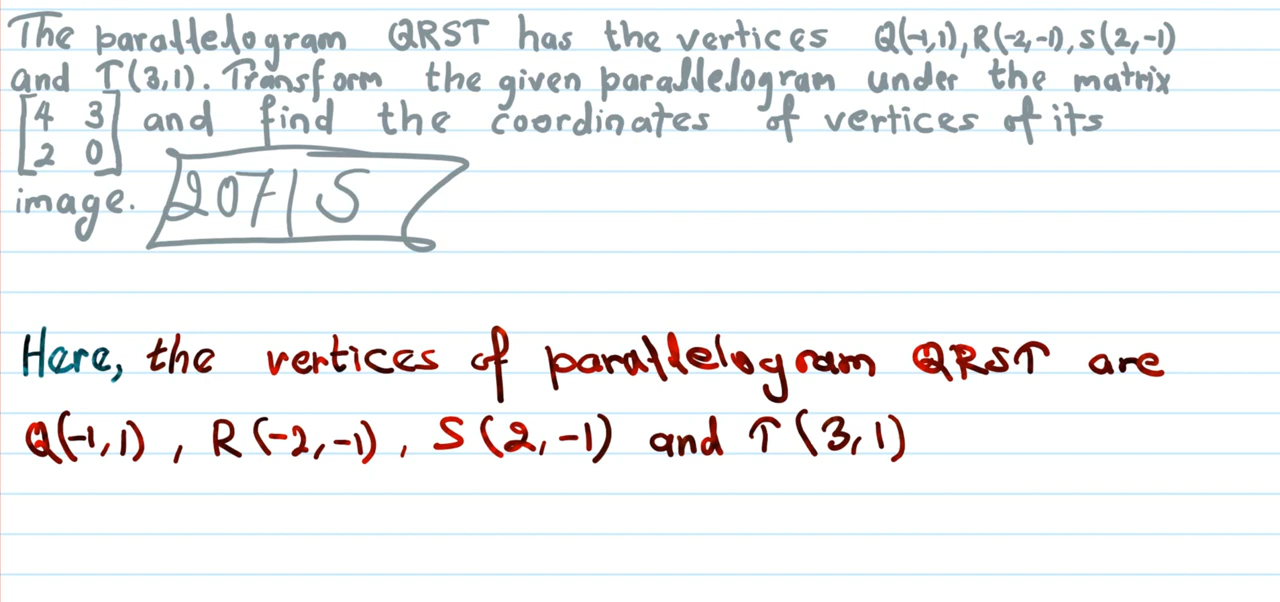 The parallelogram QRST has the vertices Q(-1,1), R(-2,-1), S(2,-1)
and T(3,1). Transform the given parallelogram under the matrix
[4 3
2 0] and find the coordinates of vertices of its
image. 2071 S
Here, the vertices of parallelogram QRST are
Q(-1,1), R(-2,-1), S(2,-1) and T(3,1)